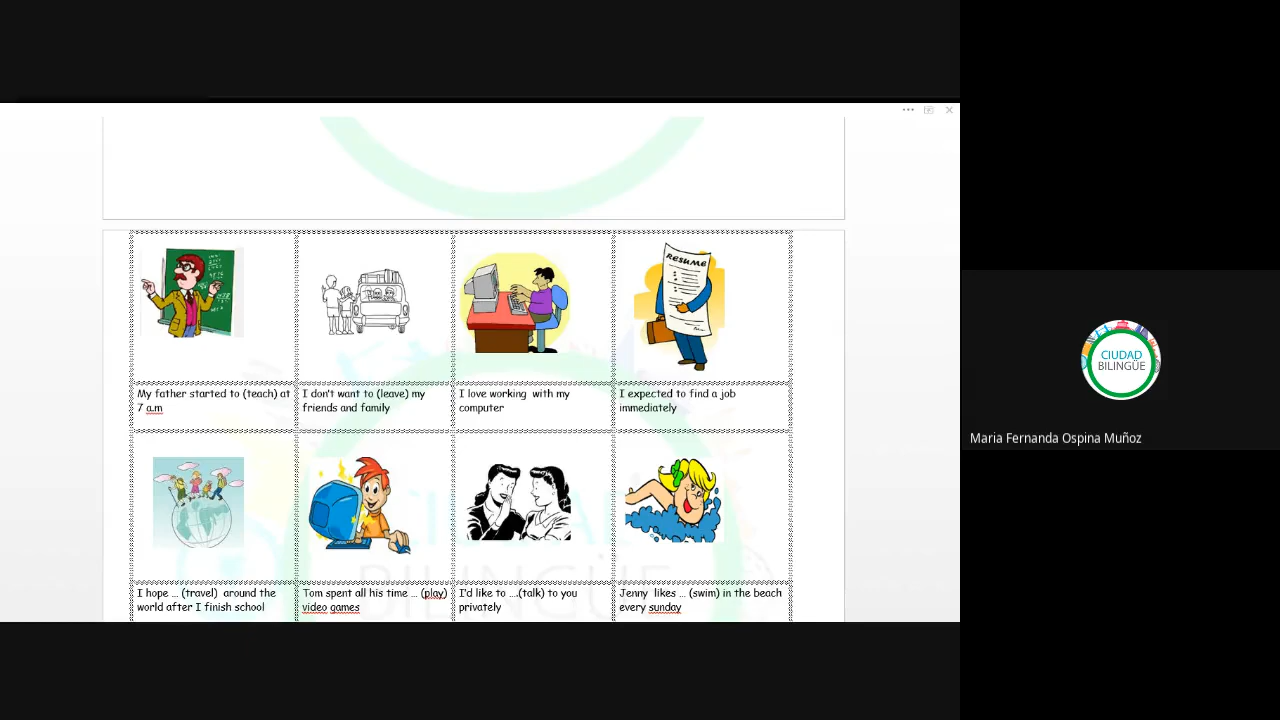 RESUME
My father started to (teach) at
7 a.m
I don't want to (leave) my
friends and family
I love working with my
computer
I expected to find a job
immediately
I hope ... (travel) around the
world after I finish school
Tom spent all his time ... (play)
video games
I'd like to ....(talk) to you
privately
Jenny likes ... (swim) in the beach
every sunday
BILINGÜE
CIUDAD
BILINGÜE
Maria Fernanda Ospina Muñoz